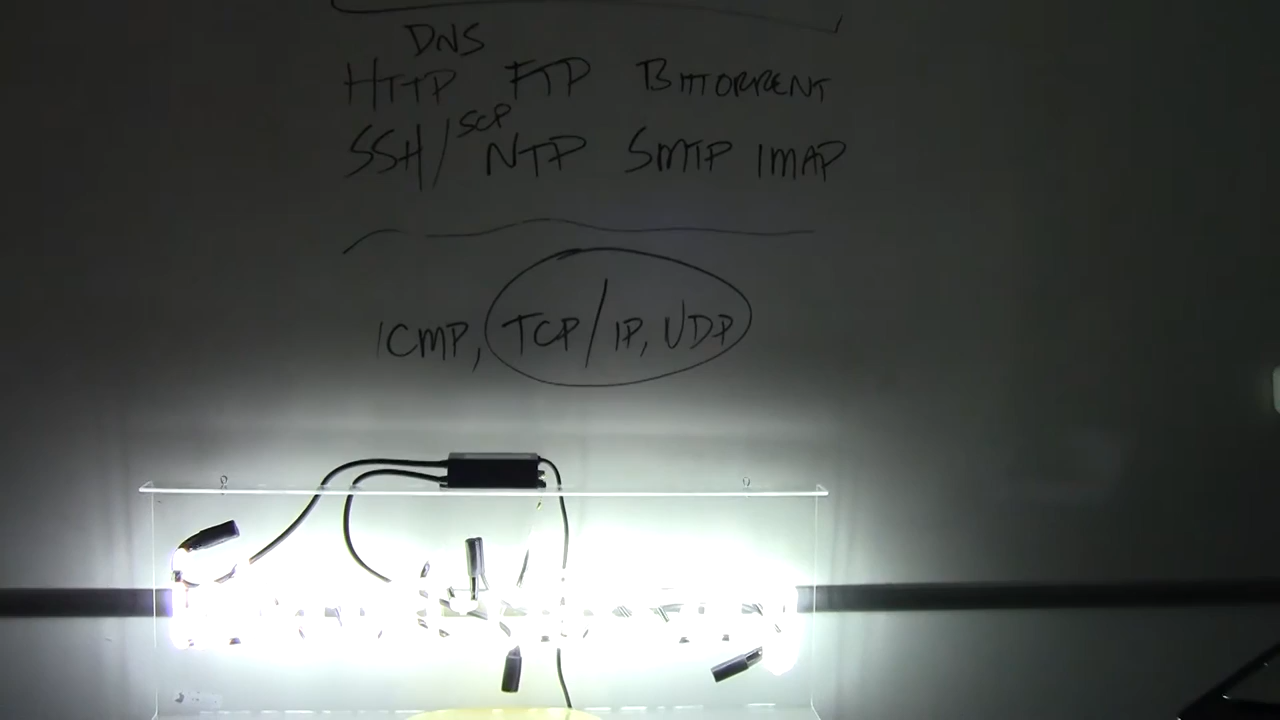 DNS
HTTP FTP BITTORRENT
SSH/SCP NTP SMTP IMAP
ICMP, TCP/IP, UDP